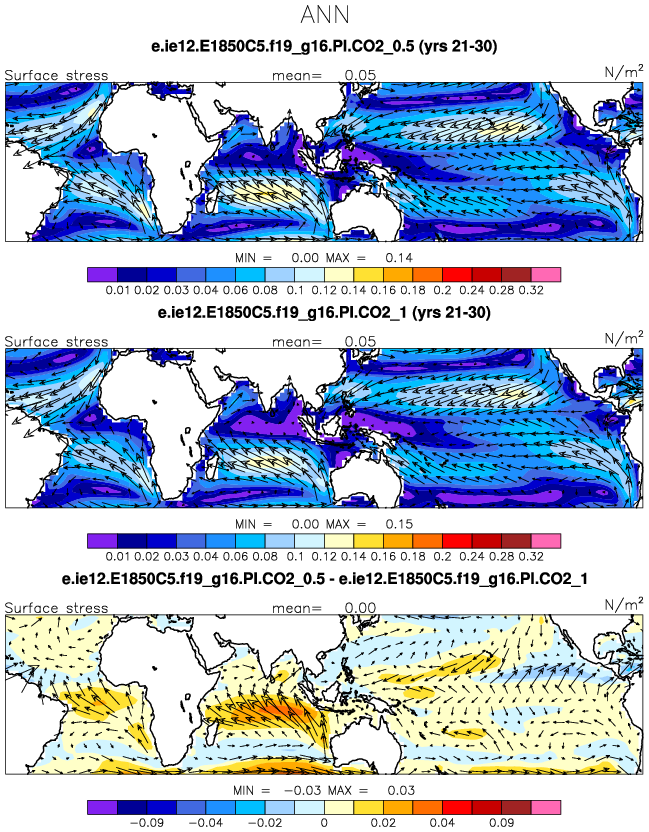 ANN
e.ie12.E1850C5.f19_g16.PI.CO2_0.5 (yrs 21-30)
Surface stress mean= 0.05 N/m²
MIN = 0.00 MAX = 0.14
0.01 0.02 0.03 0.04 0.06 0.08 0.1 0.12 0.14 0.16 0.18 0.2 0.24 0.28 0.32
e.ie12.E1850C5.f19_g16.PI.CO2_1 (yrs 21-30)
Surface stress mean= 0.05 N/m²
MIN = 0.00 MAX = 0.15
0.01 0.02 0.03 0.04 0.06 0.08 0.1 0.12 0.14 0.16 0.18 0.2 0.24 0.28 0.32
e.ie12.E1850C5.f19_g16.PI.CO2_0.5 - e.ie12.E1850C5.f19_g16.PI.CO2_1
Surface stress mean= 0.00 N/m²
MIN = -0.03 MAX = 0.03
-0.09 -0.04 -0.02 0 0.02 0.04 0.09